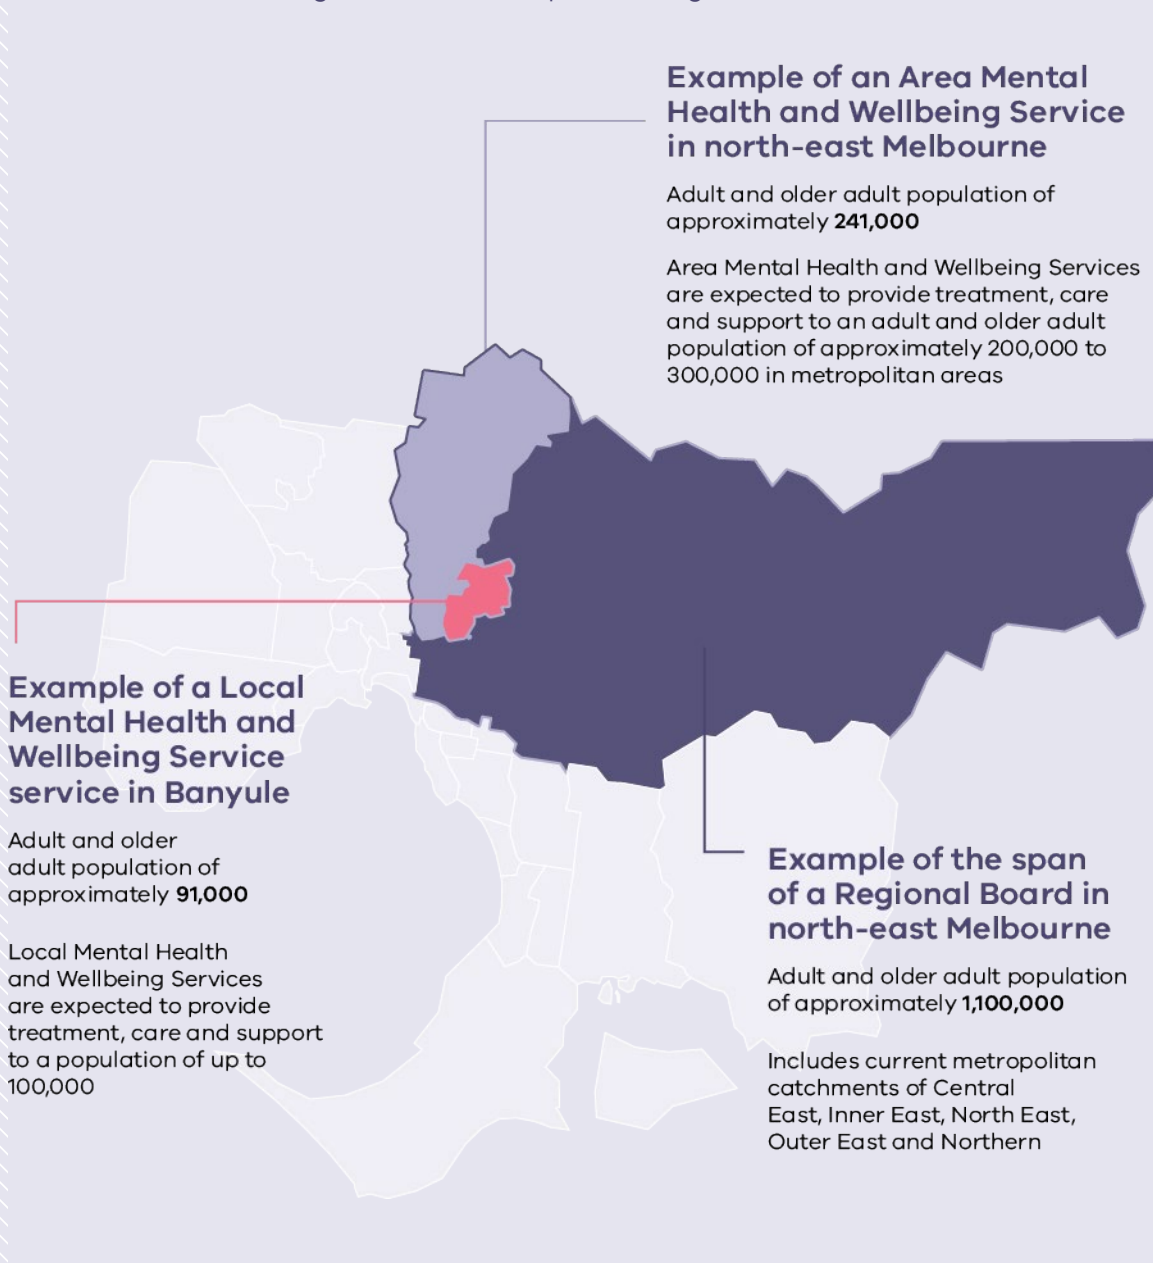 Example of an Area Mental
Health and Wellbeing Service
in north-east Melbourne
Adult and older adult population of
approximately 241,000
Area Mental Health and Wellbeing Services
are expected to provide treatment, care
and support to an adult and older adult
population of approximately 200,000 to
300,000 in metropolitan areas
Example of a Local
Mental Health and
Wellbeing Service
service in Banyule
Adult and older
adult population of
approximately 91,000
Local Mental Health
and Wellbeing Services
are expected to provide
treatment, care and support
to a population of up to
100,000
Example of the span
of a Regional Board in
north-east Melbourne
Adult and older adult population
of approximately 1,100,000
Includes current metropolitan
catchments of Central
East, Inner East, North East,
Outer East and Northern